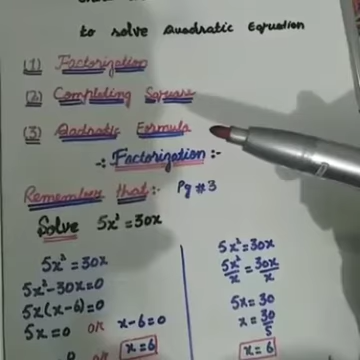 to solve Quadratic Equation
(1) Factorization
(2) Completing Square
(3) Qadratic Formula
-: Factorization :-
Remember that:- Pg # 3
Solve 5x² = 30x
5x² = 30x
5x² - 30x = 0
5x(x-6) = 0
5x = 0 or x-6 = 0
x = 6
5x² = 30x
5x²/x = 30x/x
5x = 30
x = 30/5
x = 6